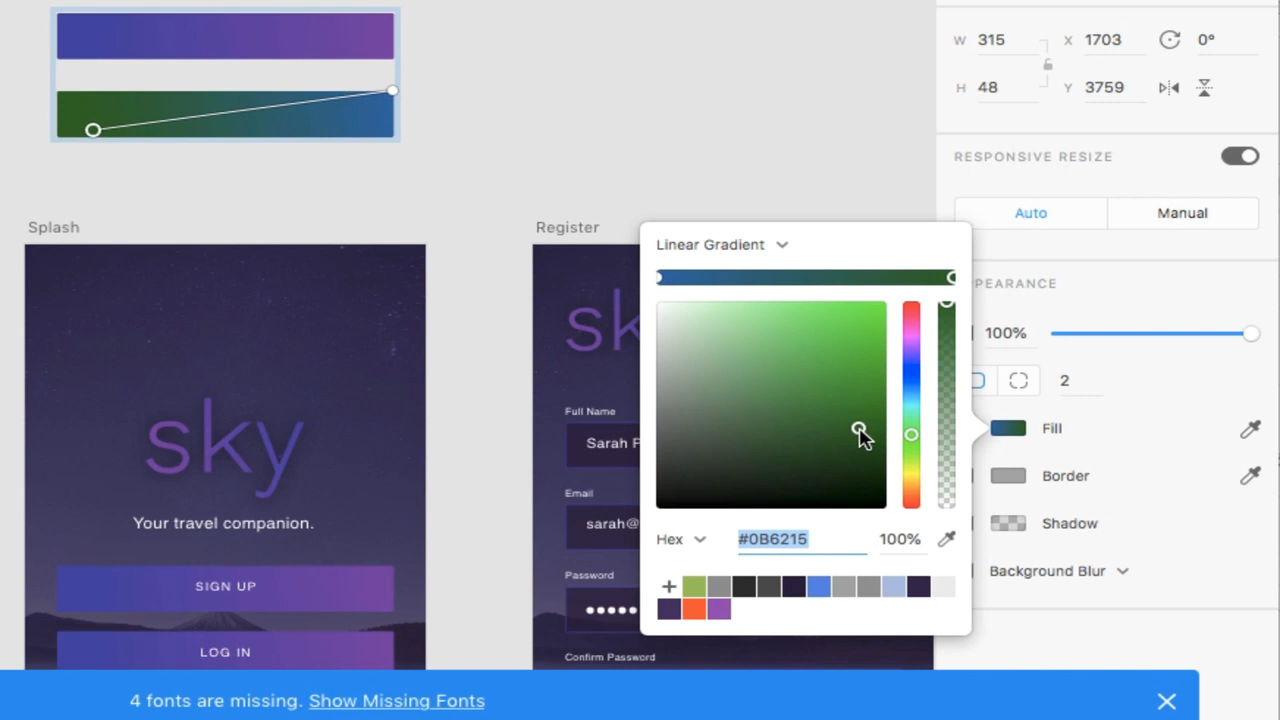 W 315 X 1703 0°
H 48 Y 3759
RESPONSIVE RESIZE
Auto Manual
Splash
Register
Linear Gradient
PEARANCE
100%
2
Fill
Border
Shadow
Background Blur
Hex #0B6215 100%
sky
Your travel companion.
SIGN UP
LOG IN
sk
Full Name
Sarah P
Email
sarah@
Password
Confirm Password
4 fonts are missing. Show Missing Fonts